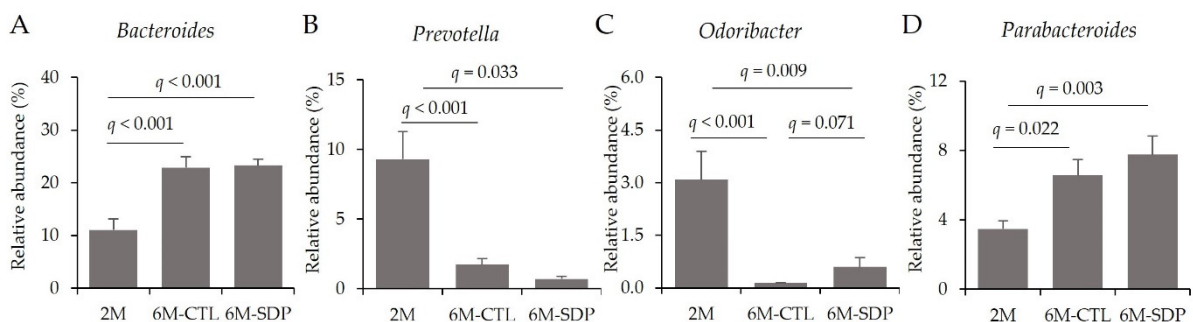 A
Bacteroides
Relative abundance (%)
40
30
20
10
0
q < 0.001
q < 0.001
2M 6M-CTL 6M-SDP
B
Prevotella
Relative abundance (%)
15
10
5
0
q = 0.033
q < 0.001
2M 6M-CTL 6M-SDP
C
Odoribacter
Relative abundance (%)
6.0
4.5
3.0
1.5
0.0
q = 0.009
q < 0.001 q = 0.071
2M 6M-CTL 6M-SDP
D
Parabacteroides
Relative abundance (%)
12
8
4
0
q = 0.003
q = 0.022
2M 6M-CTL 6M-SDP